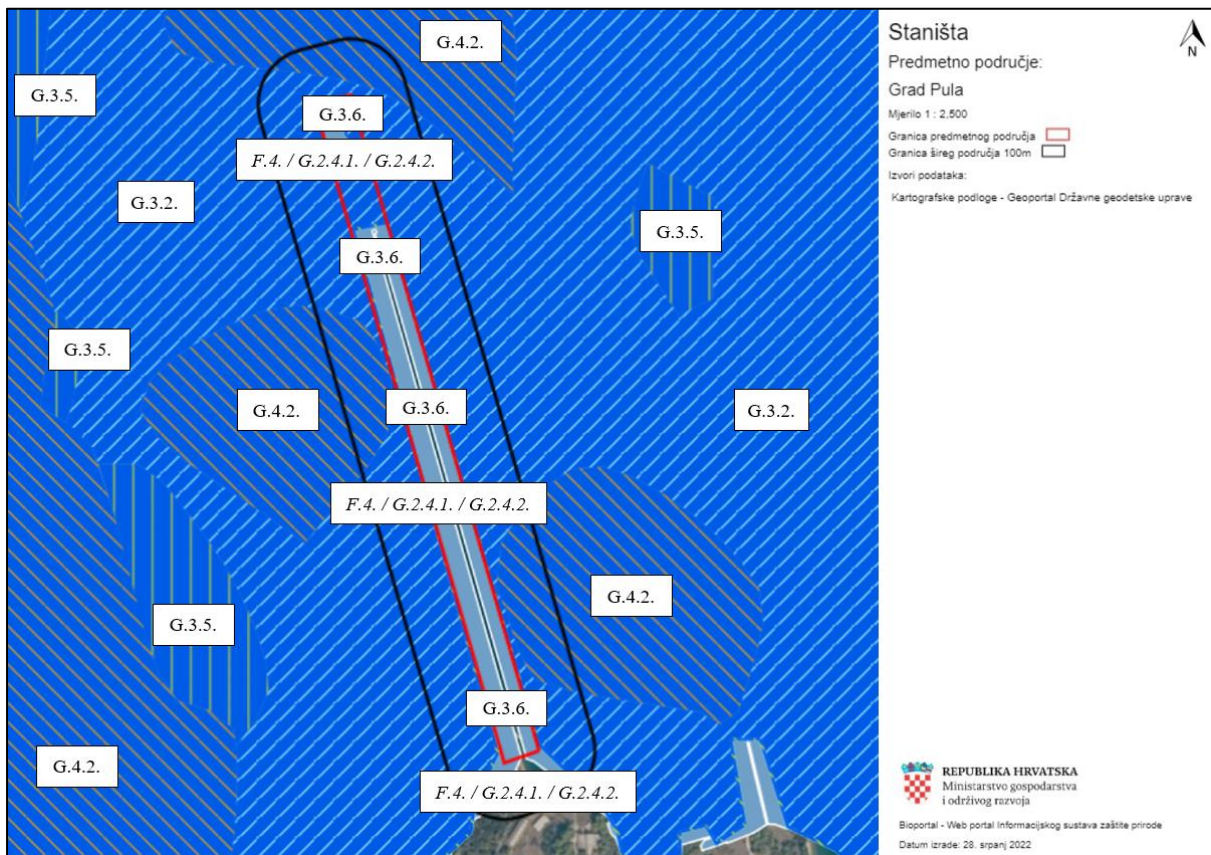 G.4.2.
G.3.5.
G.3.6.
F.4. / G.2.4.1. / G.2.4.2.
G.3.2.
G.3.5.
G.3.6.
G.3.5.
G.4.2.
G.3.6.
G.3.2.
F.4. / G.2.4.1. / G.2.4.2.
G.4.2.
G.3.5.
G.3.6.
G.4.2.
F.4. / G.2.4.1. / G.2.4.2.
Staništa
N
Predmetno područje:
Grad Pula
Mjerilo 1 : 2,500
Granica predmetnog područja
Granica šireg područja 100m
Izvori podataka:
Kartografske podloge - Geoportal Državne geodetske uprave
REPUBLIKA HRVATSKA
Ministarstvo gospodarstva
i održivog razvoja
Bioportal - Web portal Informacijskog sustava zaštite prirode
Datum izrade: 28. srpanj 2022